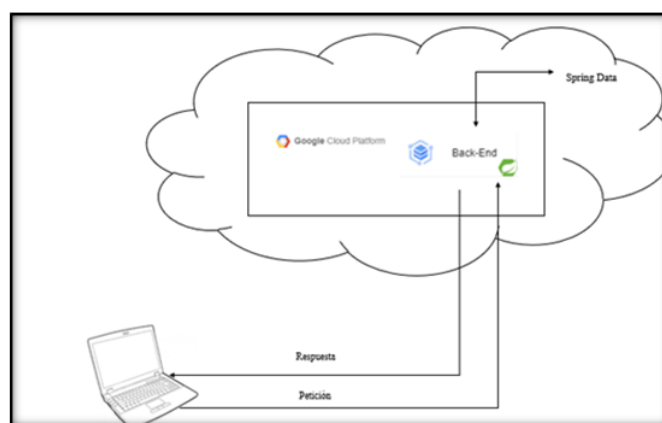 Spring Data
Google Cloud Platform
Back-End
Respuesta
Petición